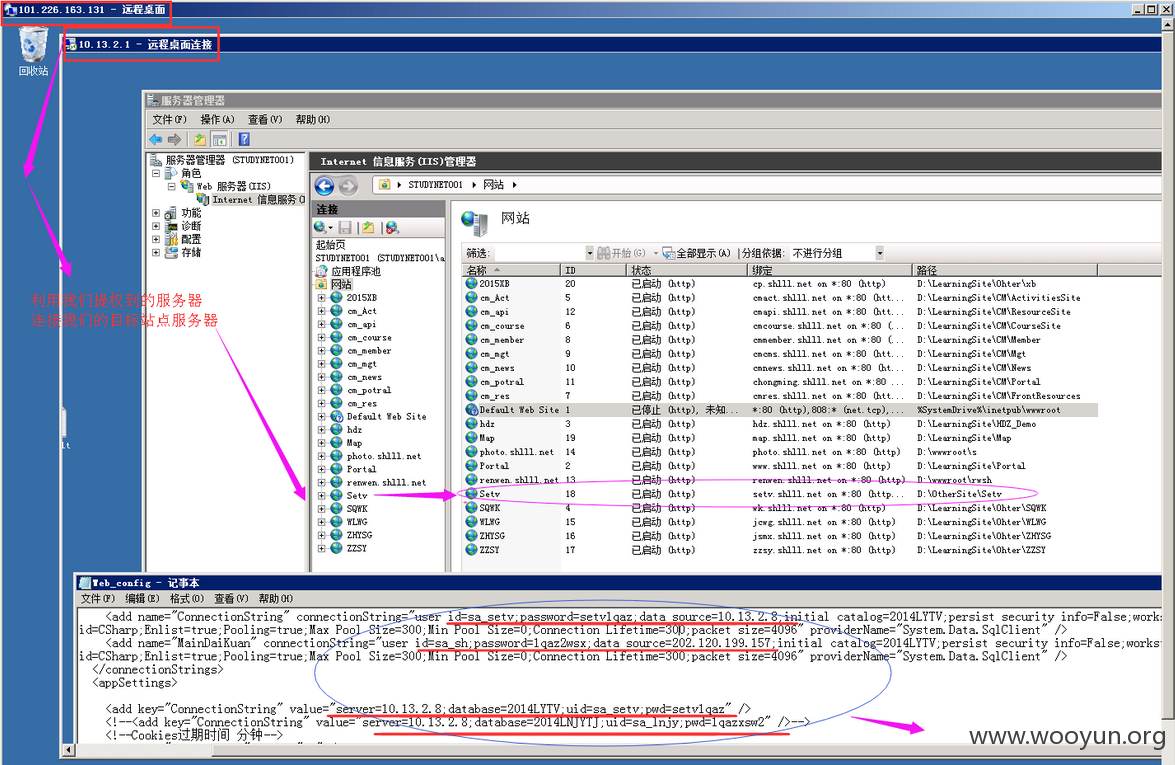 101.226.163.131 - 远程桌面
回收站
10.13.2.1 - 远程桌面连接
服务器管理器
文件(F) 操作(A) 查看(V) 帮助(H)
服务器管理器 (STUDYNET001)
角色
Web 服务器(IIS)
Internet 信息服务(I
功能
诊断
配置
存储
Internet 信息服务(IIS)管理器
STUDYNET001 网站
连接
起始页
STUDYNET001 (STUDYNET001\a
应用程序池
网站
2015XB
cm_Act
cm_api
cm_course
cm_member
cm_mgt
cm_news
cm_potral
cm_res
Default Web Site
hdz
Map
photo.shlll.net
Portal
renwen.shlll.net
Setv
SQWK
WLWG
ZHYSG
ZZSY
网站
筛选: 开始(G) 全部显示(A) 分组依据: 不进行分组
名称 ID 状态 绑定 路径
2015XB 20 已启动 (http) cp.shlll.net on *:80 (http) D:\LearningSite\Ohter\xb
cm_Act 5 已启动 (http) cmact.shlll.net on *:80 (htt... D:\LearningSite\CM\ActivitiesSite
cm_api 12 已启动 (http) cmapi.shlll.net on *:80 (htt... D:\LearningSite\CM\ResourceSite
cm_course 6 已启动 (http) cmcourse.shlll.net on *:80 (... D:\LearningSite\CM\CourseSite
cm_member 8 已启动 (http) cmmember.shlll.net on *:80 (... D:\LearningSite\CM\Member
cm_mgt 9 已启动 (http) cmcms.shlll.net on *:80 (htt... D:\LearningSite\CM\Mgt
cm_news 10 已启动 (http) cmnews.shlll.net on *:80 (ht... D:\LearningSite\CM\News
cm_potral 11 已启动 (http) chongming.shlll.net on *:80 ... D:\LearningSite\CM\Portal
cm_res 7 已启动 (http) cmres.shlll.net on *:80 (htt... D:\LearningSite\CM\FrontResources
Default Web Site 1 已停止 (http), 未知... *:80 (http),808:* (net.tcp),... %SystemDrive%\inetpub\wwwroot
hdz 3 已启动 (http) hdz.shlll.net on *:80 (http) D:\LearningSite\HDZ_Demo
Map 19 已启动 (http) map.shlll.net on *:80 (http) D:\LearningSite\Map
photo.shlll.net 14 已启动 (http) photo.shlll.net on *:80 (http) D:\wwwroot\s
Portal 2 已启动 (http) www.shlll.net on *:80 (http) D:\LearningSite\Portal
renwen.shlll.net 13 已启动 (http) renwen.shlll.net on *:80 (http) D:\wwwroot\rwsh
Setv 18 已启动 (http) setv.shlll.net on *:80 (http... D:\OtherSite\Setv
SQWK 4 已启动 (http) wk.shlll.net on *:80 (http) D:\LearningSite\Ohter\SQWK
WLWG 15 已启动 (http) jcwg.shlll.net on *:80 (http) D:\LearningSite\Ohter\WLWG
ZHYSG 16 已启动 (http) jsmx.shlll.net on *:80 (http) D:\LearningSite\Ohter\ZHYSG
ZZSY 17 已启动 (http) zzsy.shlll.net on *:80 (http) D:\LearningSite\Ohter\ZZSY
利用我们提权到的服务器
连接我们的目标站点服务器
lt
Web_config - 记事本
文件(F) 编辑(E) 格式(O) 查看(V) 帮助(H)
<add name="ConnectionString" connectionString="user id=sa_setv;password=setv1qaz;data source=10.13.2.8;initial catalog=2014LYTV;persist security info=False;works
id=CSharp;Enlist=true;Pooling=true;Max Pool Size=300;Min Pool Size=0;Connection Lifetime=300;packet size=4096" providerName="System.Data.SqlClient" />
<add name="MainDaiKuan" connectionString="user id=sa_sh;password=1qaz2wsx;data source=202.120.199.157;initial catalog=2014LYTV;persist security info=False;workst
id=CSharp;Enlist=true;Pooling=true;Max Pool Size=300;Min Pool Size=0;Connection Lifetime=300;packet size=4096" providerName="System.Data.SqlClient" />
</connectionStrings>
<appSettings>
<add key="ConnectionString" value="server=10.13.2.8;database=2014LYTV;uid=sa_setv;pwd=setv1qaz" />
<!--<add key="ConnectionString" value="server=10.13.2.8;database=2014LNJYTJ;uid=sa_lnjy;pwd=1qazxsw2" />-->
<!--Cookies过期时间 分钟-->
www.wooyun.org